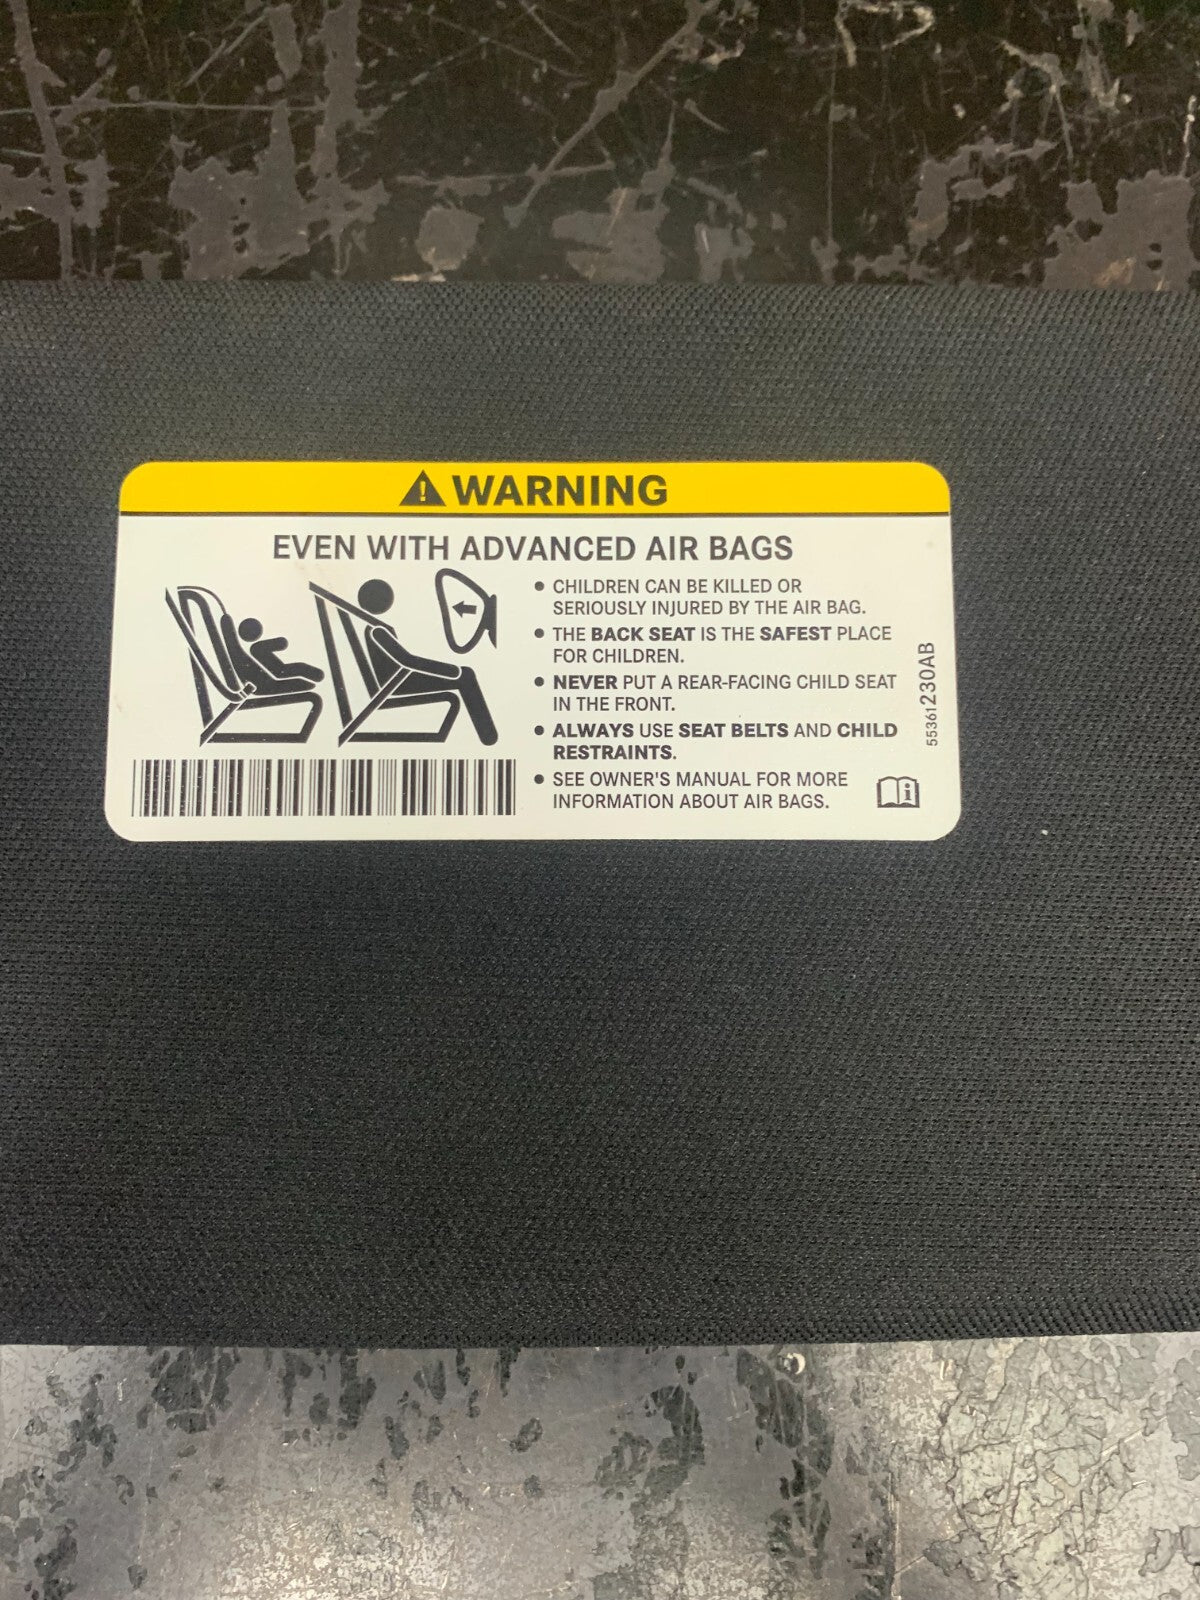 WARNING
EVEN WITH ADVANCED AIR BAGS
• CHILDREN CAN BE KILLED OR
SERIOUSLY INJURED BY THE AIR BAG.
• THE BACK SEAT IS THE SAFEST PLACE
FOR CHILDREN.
• NEVER PUT A REAR-FACING CHILD SEAT
IN THE FRONT.
• ALWAYS USE SEAT BELTS AND CHILD
RESTRAINTS.
• SEE OWNER'S MANUAL FOR MORE
INFORMATION ABOUT AIR BAGS.
55361230AB